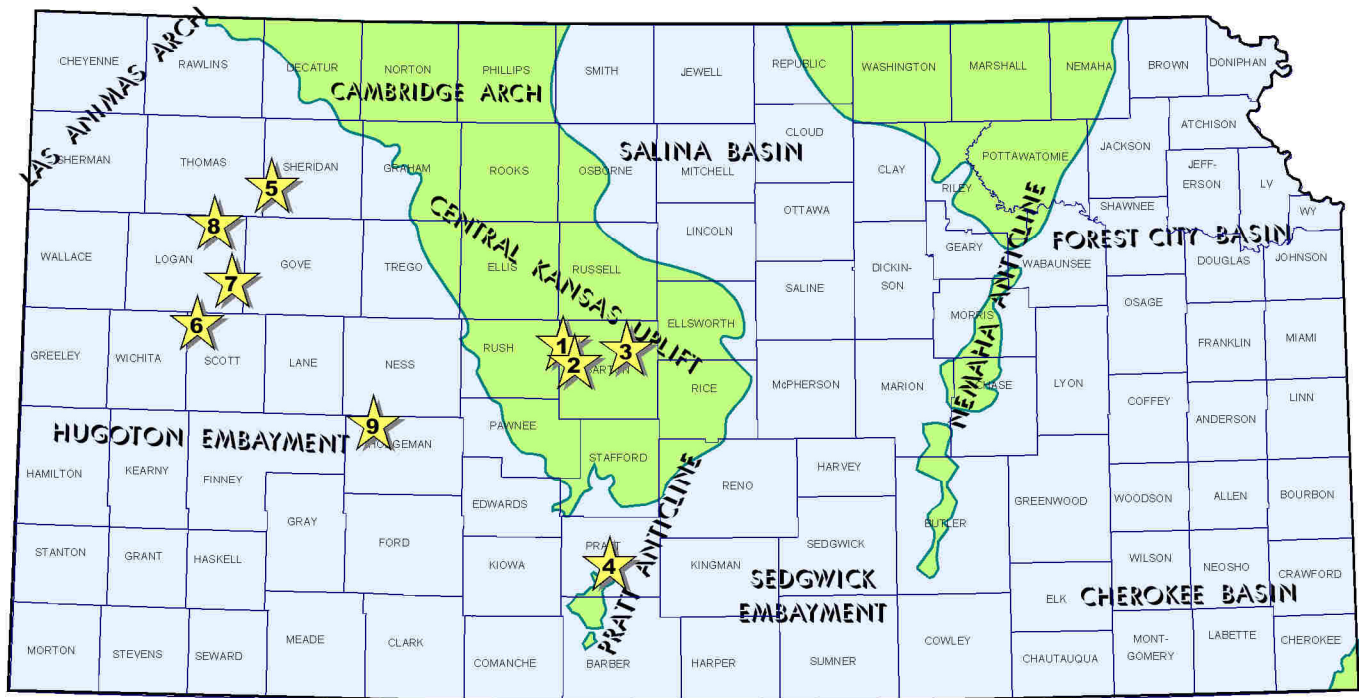 CHEYENNE
RAWLINS
DECATUR
NORTON
PHILLIPS
SMITH
JEWELL
REPUBLIC
WASHINGTON
MARSHALL
NEMAHA
BROWN
DONIPHAN
LAS ANIMAS ARCH
CAMBRIDGE ARCH
SHERMAN
THOMAS
SHERIDAN
GRAHAM
ROOKS
OSBORNE
SALINA BASIN
MITCHELL
CLOUD
CLAY
RILEY
POTTAWATOMIE
JACKSON
ATCHISON
JEFF-
ERSON
LV
WY
SHAWNEE
5
8
WALLACE
LOGAN
GOVE
TREGO
ELLIS
RUSSELL
CENTRAL KANSAS UPLIFT
LINCOLN
OTTAWA
SALINE
DICKIN-
SON
GEARY
WABAUNSEE
FOREST CITY BASIN
DOUGLAS
JOHNSON
7
6
GREELEY
WICHITA
SCOTT
LANE
NESS
RUSH
1
2
3
ELLSWORTH
RICE
McPHERSON
MARION
MORRIS
NEMAHA ANTICLINE
LYON
OSAGE
FRANKLIN
MIAMI
COFFEY
ANDERSON
LINN
HUGOTON EMBAYMENT
9
PAWNEE
STAFFORD
HAMILTON
KEARNY
FINNEY
GRAY
EDWARDS
RENO
HARVEY
BUTLER
GREENWOOD
WOODSON
ALLEN
BOURBON
STANTON
GRANT
HASKELL
FORD
KIOWA
PRATT
4
PRATT ANTICLINE
KINGMAN
SEDGWICK
SEDGWICK
EMBAYMENT
ELK
WILSON
NEOSHO
CRAWFORD
CHEROKEE BASIN
MORTON
STEVENS
SEWARD
MEADE
CLARK
COMANCHE
BARBER
HARPER
SUMNER
COWLEY
CHAUTAUQUA
MONT-
GOMERY
LABETTE
CHEROKEE